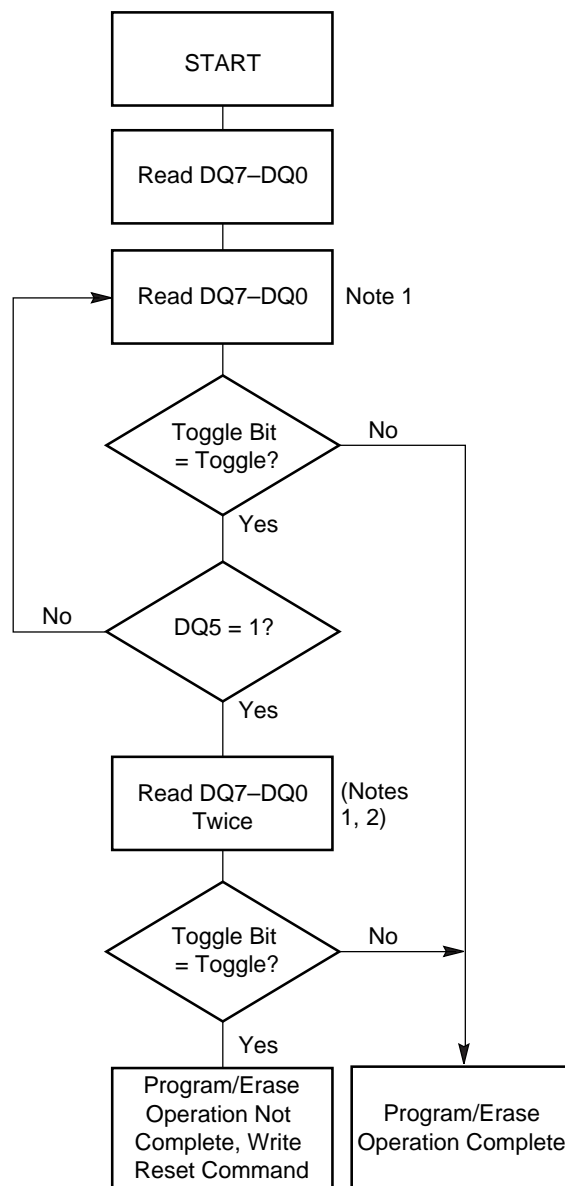 START
Read DQ7–DQ0
Read DQ7–DQ0
Note 1
Toggle Bit
= Toggle?
No
Yes
No
DQ5 = 1?
Yes
Read DQ7–DQ0
Twice
(Notes
1, 2)
Toggle Bit
= Toggle?
No
Yes
Program/Erase
Operation Not
Complete, Write
Reset Command
Program/Erase
Operation Complete